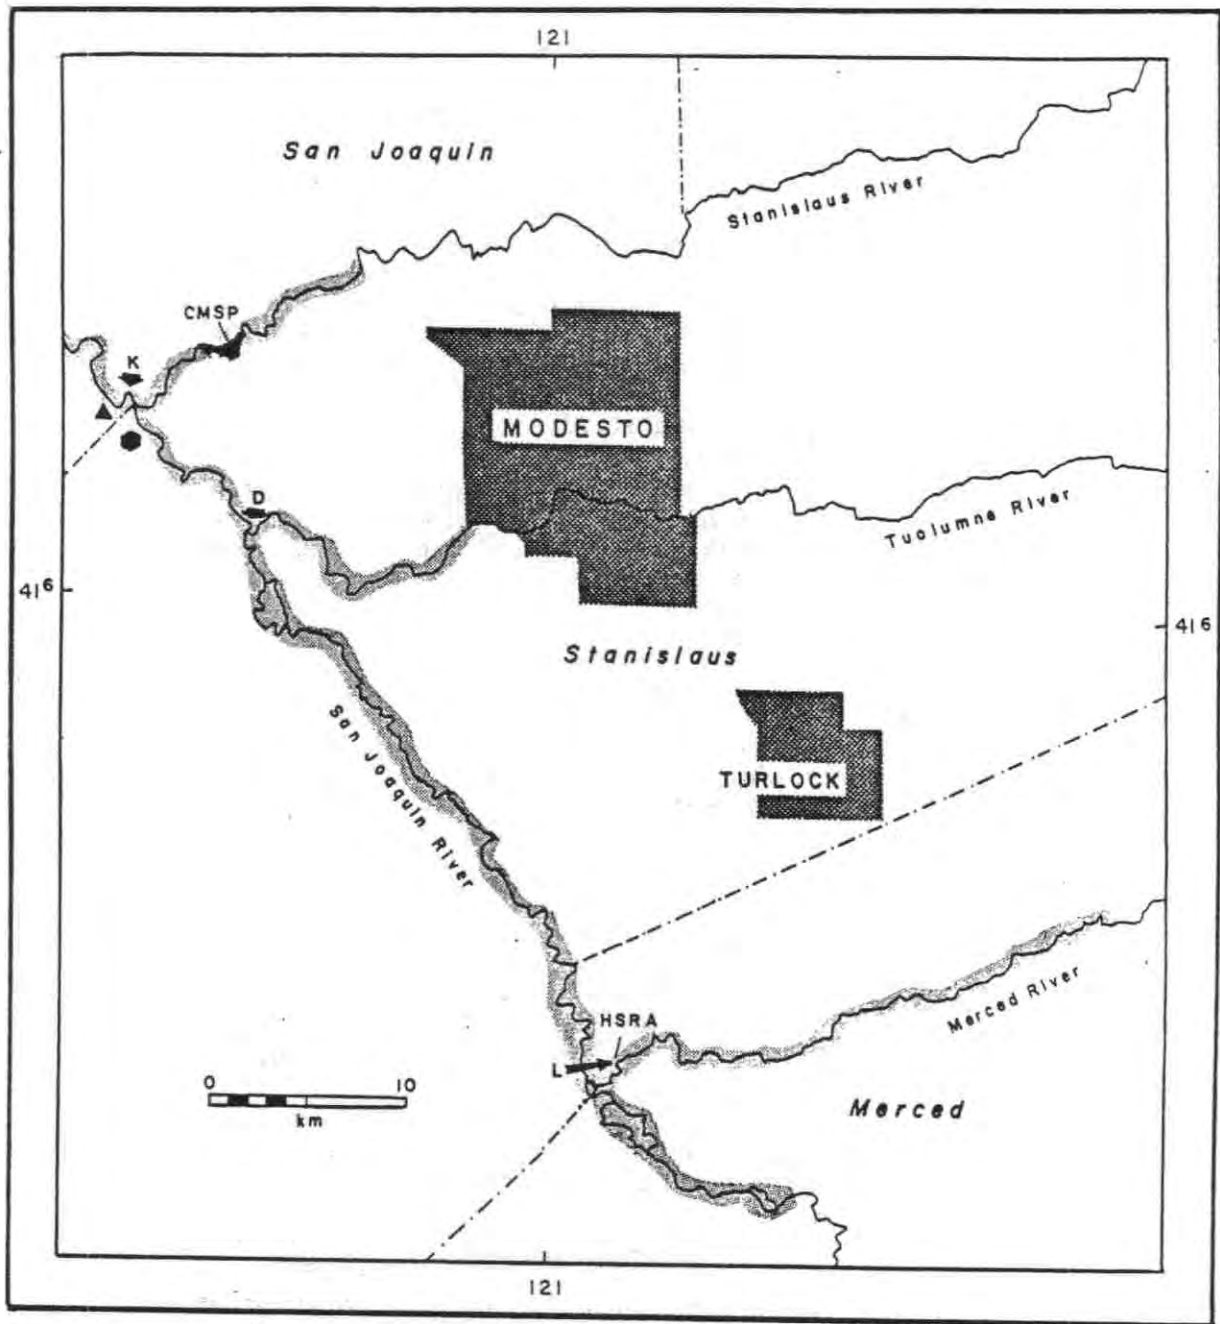 121
San Joaquin
Stanislaus River
CMSP
K
MODESTO
D
Tuolumne River
41⁶
41⁶
Stanislaus
San Joaquin River
TURLOCK
HSRA
L
Merced River
0 10
km
Merced
121